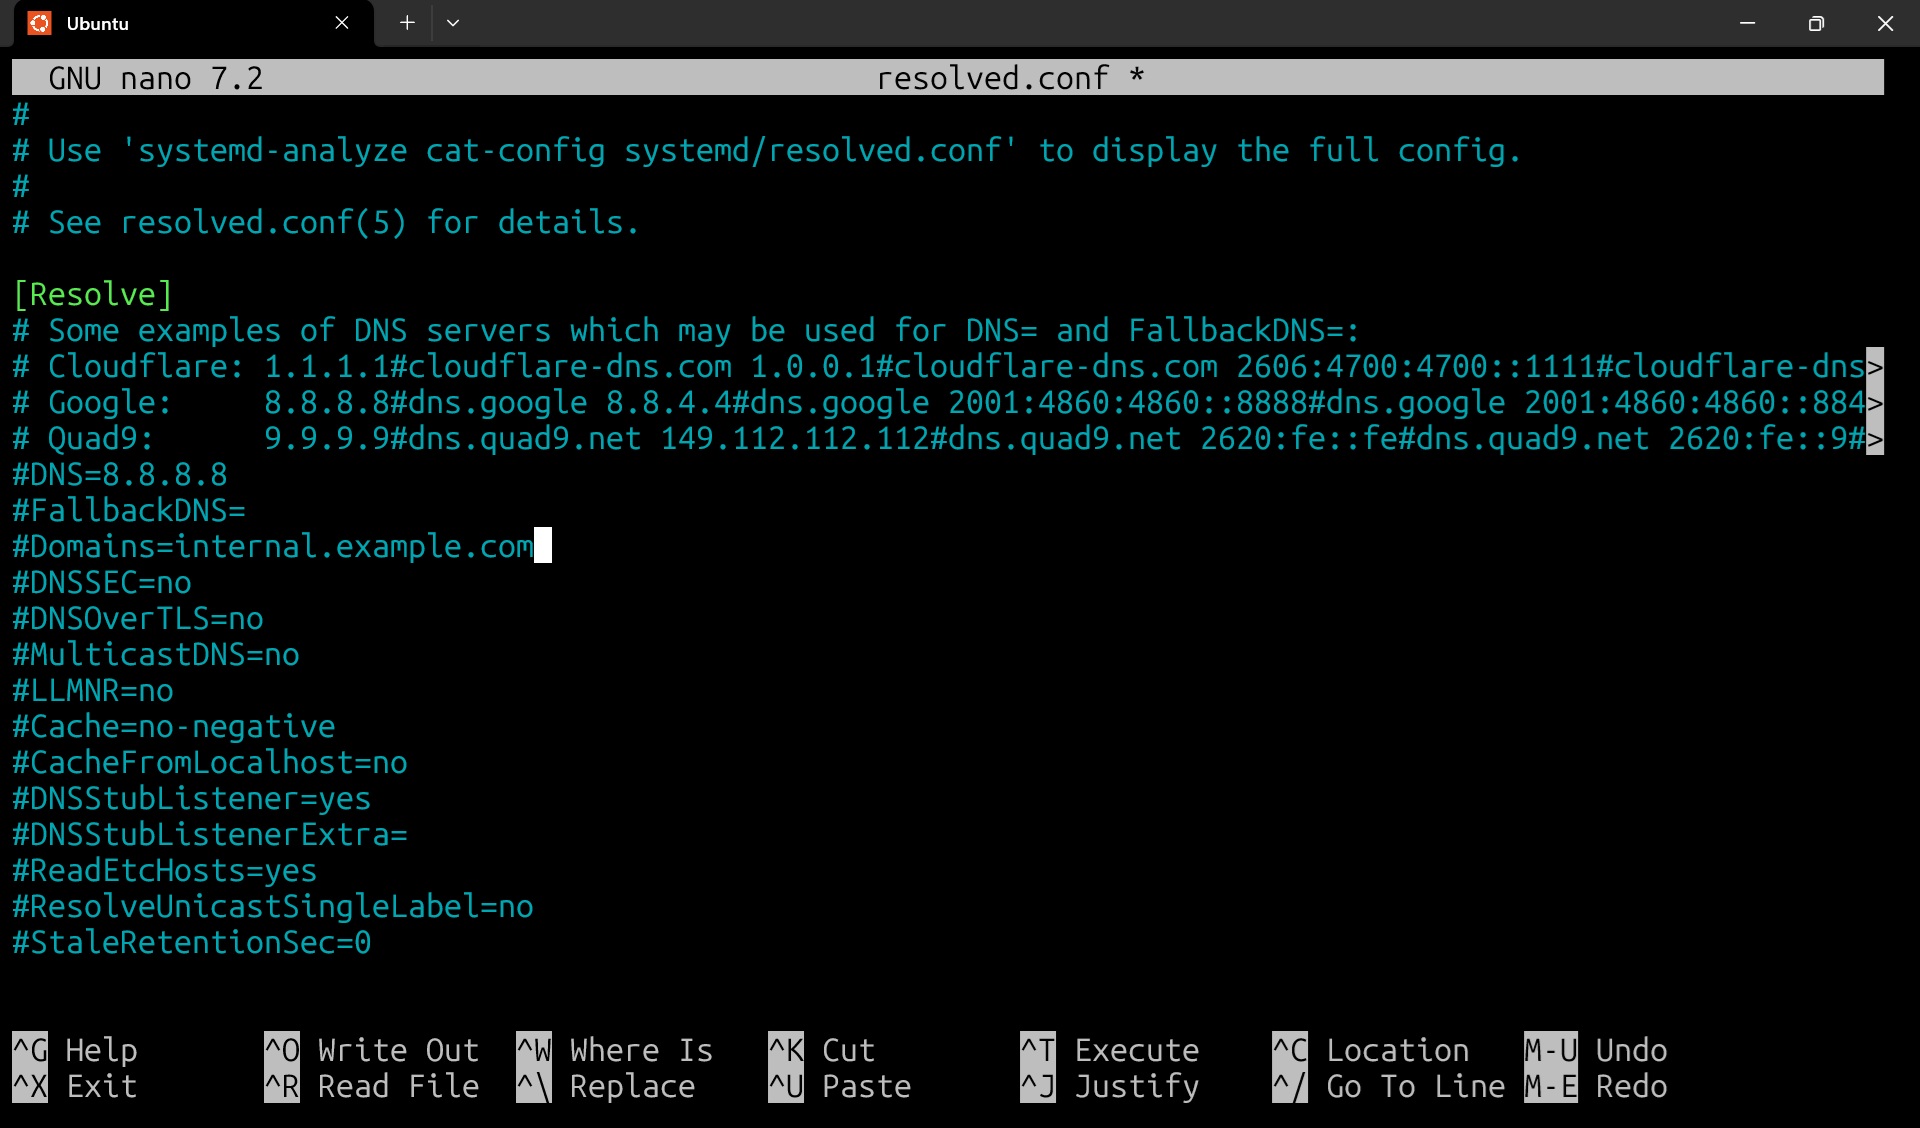 Ubuntu
GNU nano 7.2 resolved.conf *
#
# Use 'systemd-analyze cat-config systemd/resolved.conf' to display the full config.
#
# See resolved.conf(5) for details.
[Resolve]
# Some examples of DNS servers which may be used for DNS= and FallbackDNS=:
# Cloudflare: 1.1.1.1#cloudflare-dns.com 1.0.0.1#cloudflare-dns.com 2606:4700:4700::1111#cloudflare-dns>
# Google:     8.8.8.8#dns.google 8.8.4.4#dns.google 2001:4860:4860::8888#dns.google 2001:4860:4860::884>
# Quad9:      9.9.9.9#dns.quad9.net 149.112.112.112#dns.quad9.net 2620:fe::fe#dns.quad9.net 2620:fe::9#>
#DNS=8.8.8.8
#FallbackDNS=
#Domains=internal.example.com
#DNSSEC=no
#DNSOverTLS=no
#MulticastDNS=no
#LLMNR=no
#Cache=no-negative
#CacheFromLocalhost=no
#DNSStubListener=yes
#DNSStubListenerExtra=
#ReadEtcHosts=yes
#ResolveUnicastSingleLabel=no
#StaleRetentionSec=0
^G Help ^O Write Out ^W Where Is ^K Cut ^T Execute ^C Location M-U Undo
^X Exit ^R Read File ^\ Replace ^U Paste ^J Justify ^/ Go To Line M-E Redo